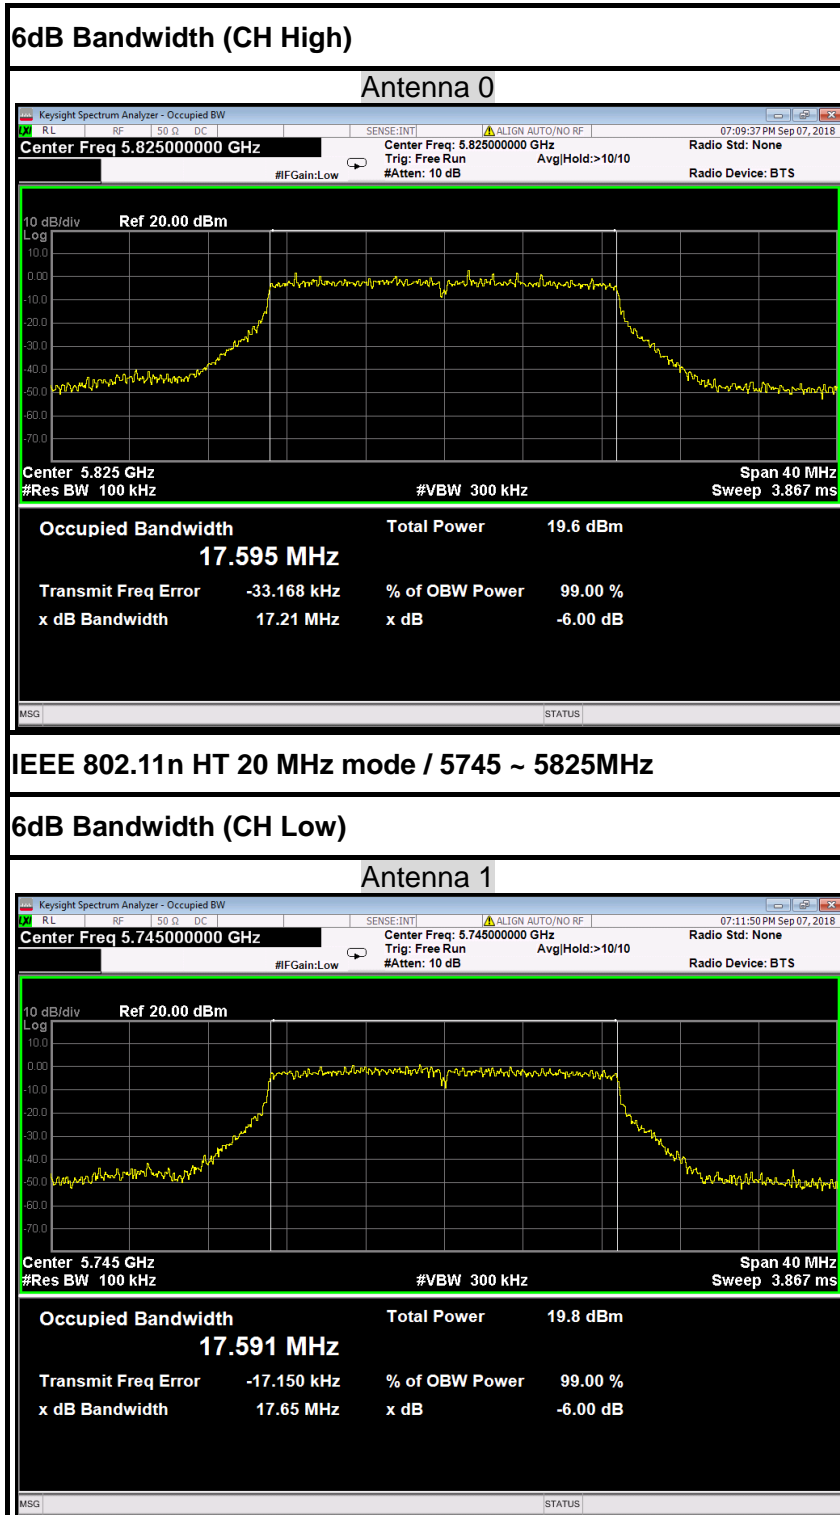 6dB Bandwidth (CH High)
Antenna 0
Keysight Spectrum Analyzer - Occupied BW
LXI RL RF 50 Ω DC SENSE:INT ALIGN AUTO/NO RF 07:09:37 PM Sep 07, 2018
Center Freq 5.825000000 GHz Center Freq: 5.825000000 GHz Radio Std: None
Trig: Free Run Avg|Hold:>10/10
#IFGain:Low #Atten: 10 dB Radio Device: BTS
10 dB/div Ref 20.00 dBm
Log
10.0
0.00
-10.0
-20.0
-30.0
-40.0
-50.0
-60.0
-70.0
Center 5.825 GHz Span 40 MHz
#Res BW 100 kHz #VBW 300 kHz Sweep 3.867 ms
Occupied Bandwidth Total Power 19.6 dBm
17.595 MHz
Transmit Freq Error -33.168 kHz % of OBW Power 99.00 %
x dB Bandwidth 17.21 MHz x dB -6.00 dB
MSG STATUS
IEEE 802.11n HT 20 MHz mode / 5745 ~ 5825MHz
6dB Bandwidth (CH Low)
Antenna 1
Keysight Spectrum Analyzer - Occupied BW
LXI RL RF 50 Ω DC SENSE:INT ALIGN AUTO/NO RF 07:11:50 PM Sep 07, 2018
Center Freq 5.745000000 GHz Center Freq: 5.745000000 GHz Radio Std: None
Trig: Free Run Avg|Hold:>10/10
#IFGain:Low #Atten: 10 dB Radio Device: BTS
10 dB/div Ref 20.00 dBm
Log
10.0
0.00
-10.0
-20.0
-30.0
-40.0
-50.0
-60.0
-70.0
Center 5.745 GHz Span 40 MHz
#Res BW 100 kHz #VBW 300 kHz Sweep 3.867 ms
Occupied Bandwidth Total Power 19.8 dBm
17.591 MHz
Transmit Freq Error -17.150 kHz % of OBW Power 99.00 %
x dB Bandwidth 17.65 MHz x dB -6.00 dB
MSG STATUS